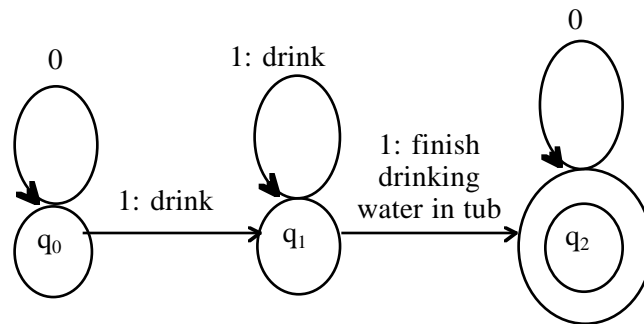 0
1: drink
0
1: finish
drinking
water in tub
1: drink
q0
q1
q2